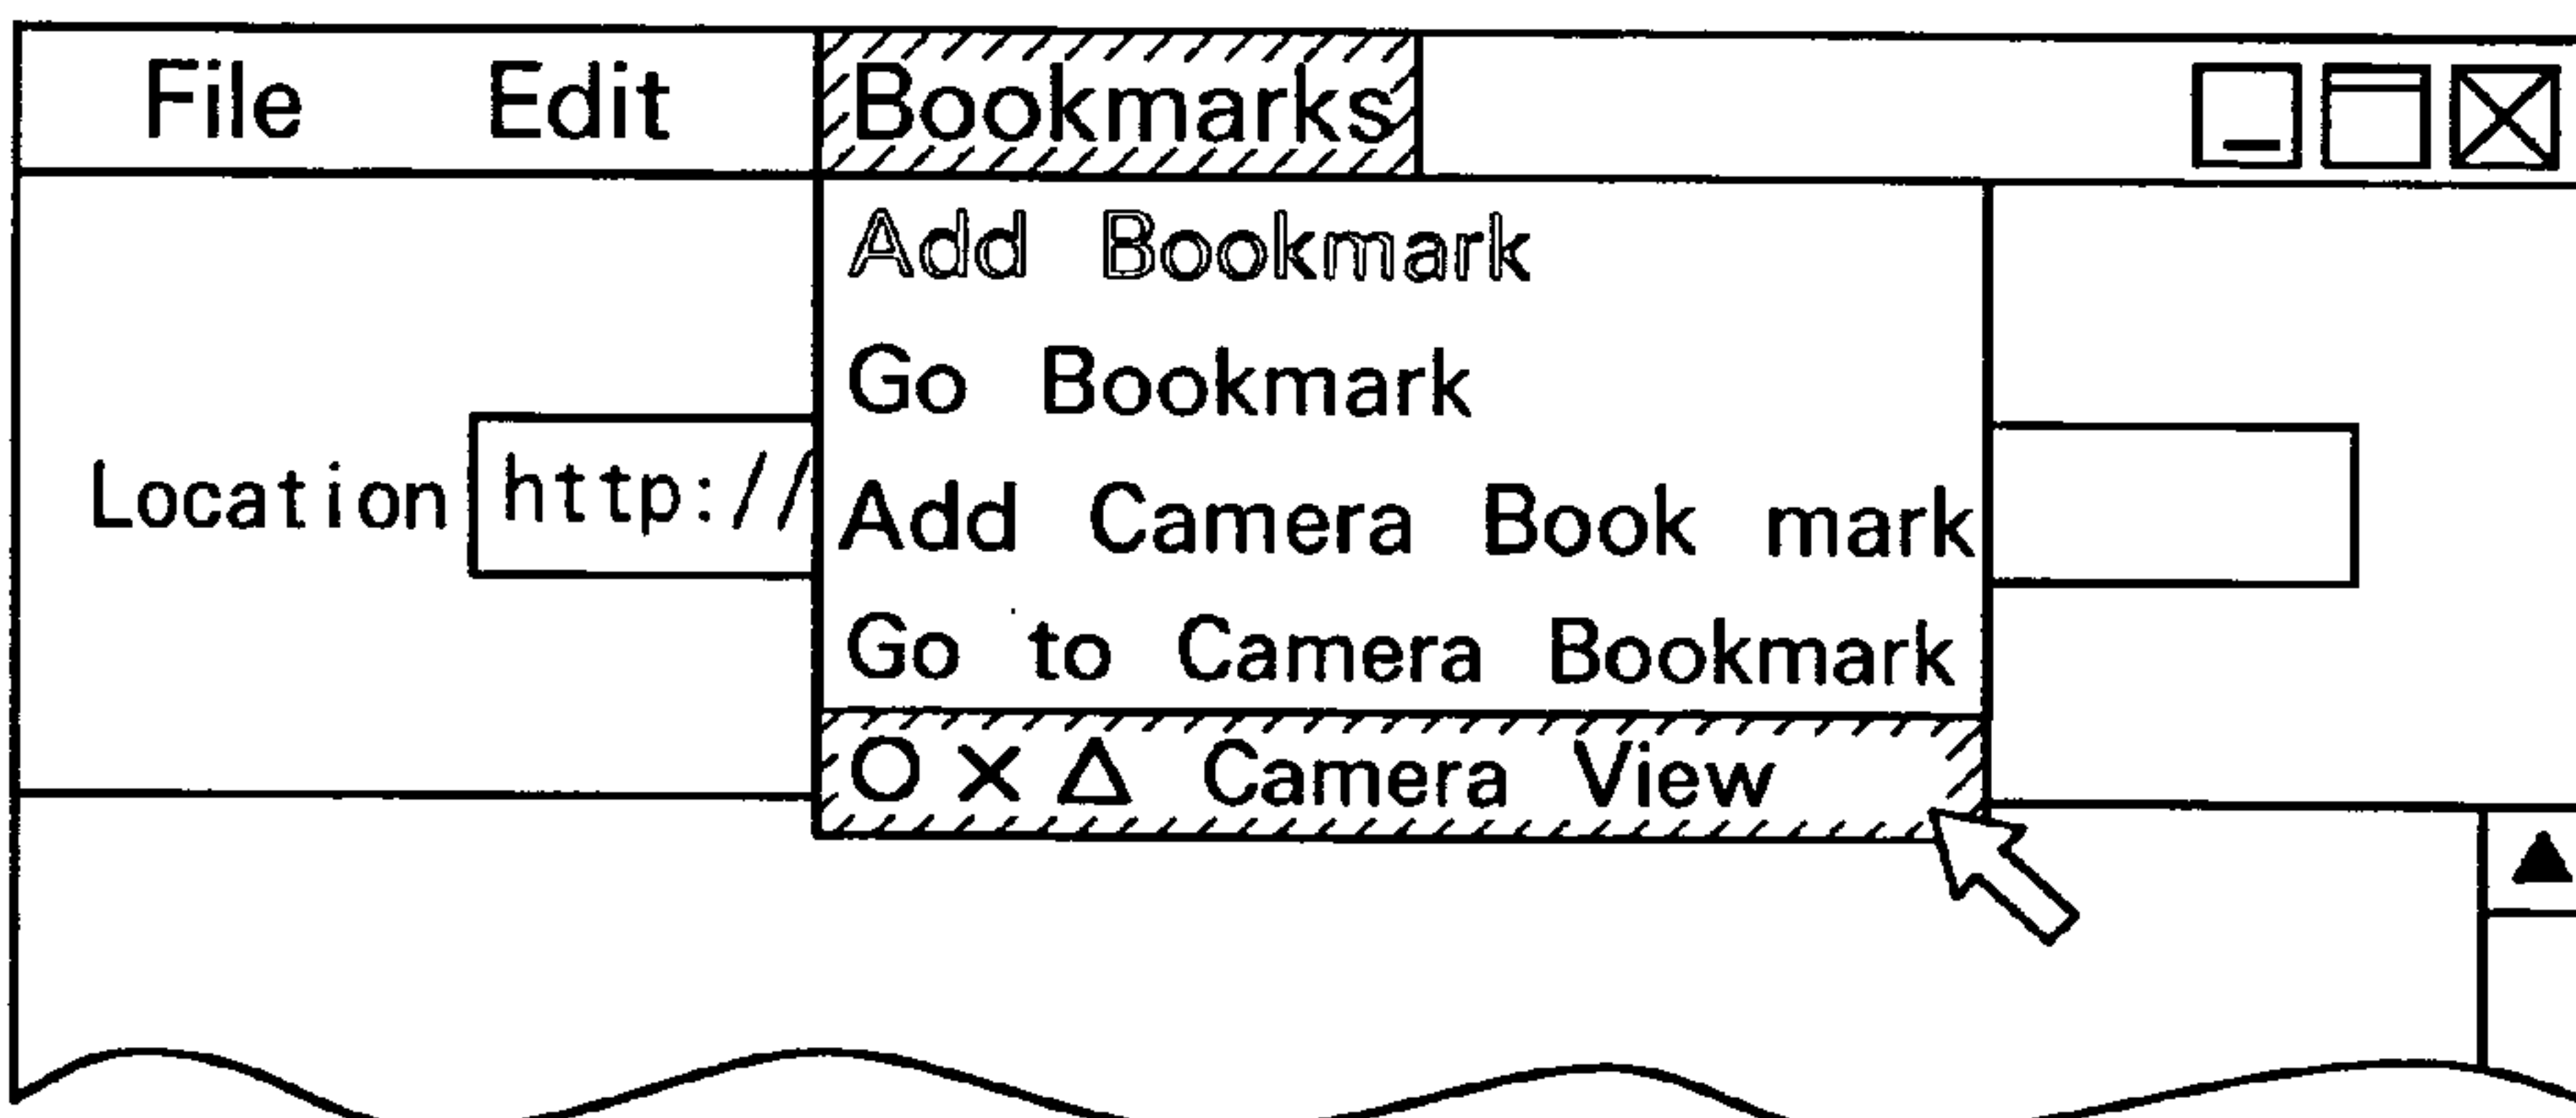 File Edit Bookmarks
Add Bookmark
Go Bookmark
Location http://
Add Camera Book mark
Go to Camera Bookmark
○×△ Camera View